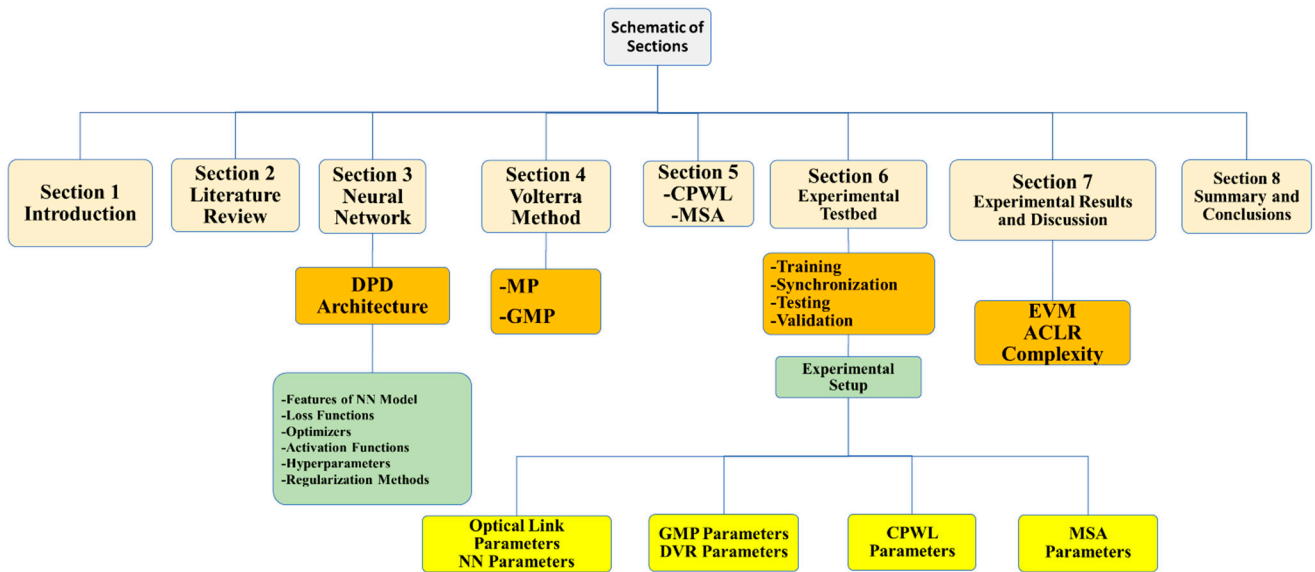 Schematic of
Sections
Section 1
Introduction
Section 2
Literature
Review
Section 3
Neural
Network
Section 4
Volterra
Method
Section 5
-CPWL
-MSA
Section 6
Experimental
Testbed
Section 7
Experimental Results
and Discussion
Section 8
Summary and
Conclusions
DPD
Architecture
-MP
-GMP
-Training
-Synchronization
-Testing
-Validation
EVM
ACLR
Complexity
Experimental
Setup
-Features of NN Model
-Loss Functions
-Optimizers
-Activation Functions
-Hyperparameters
-Regularization Methods
Optical Link
Parameters
NN Parameters
GMP Parameters
DVR Parameters
CPWL
Parameters
MSA
Parameters